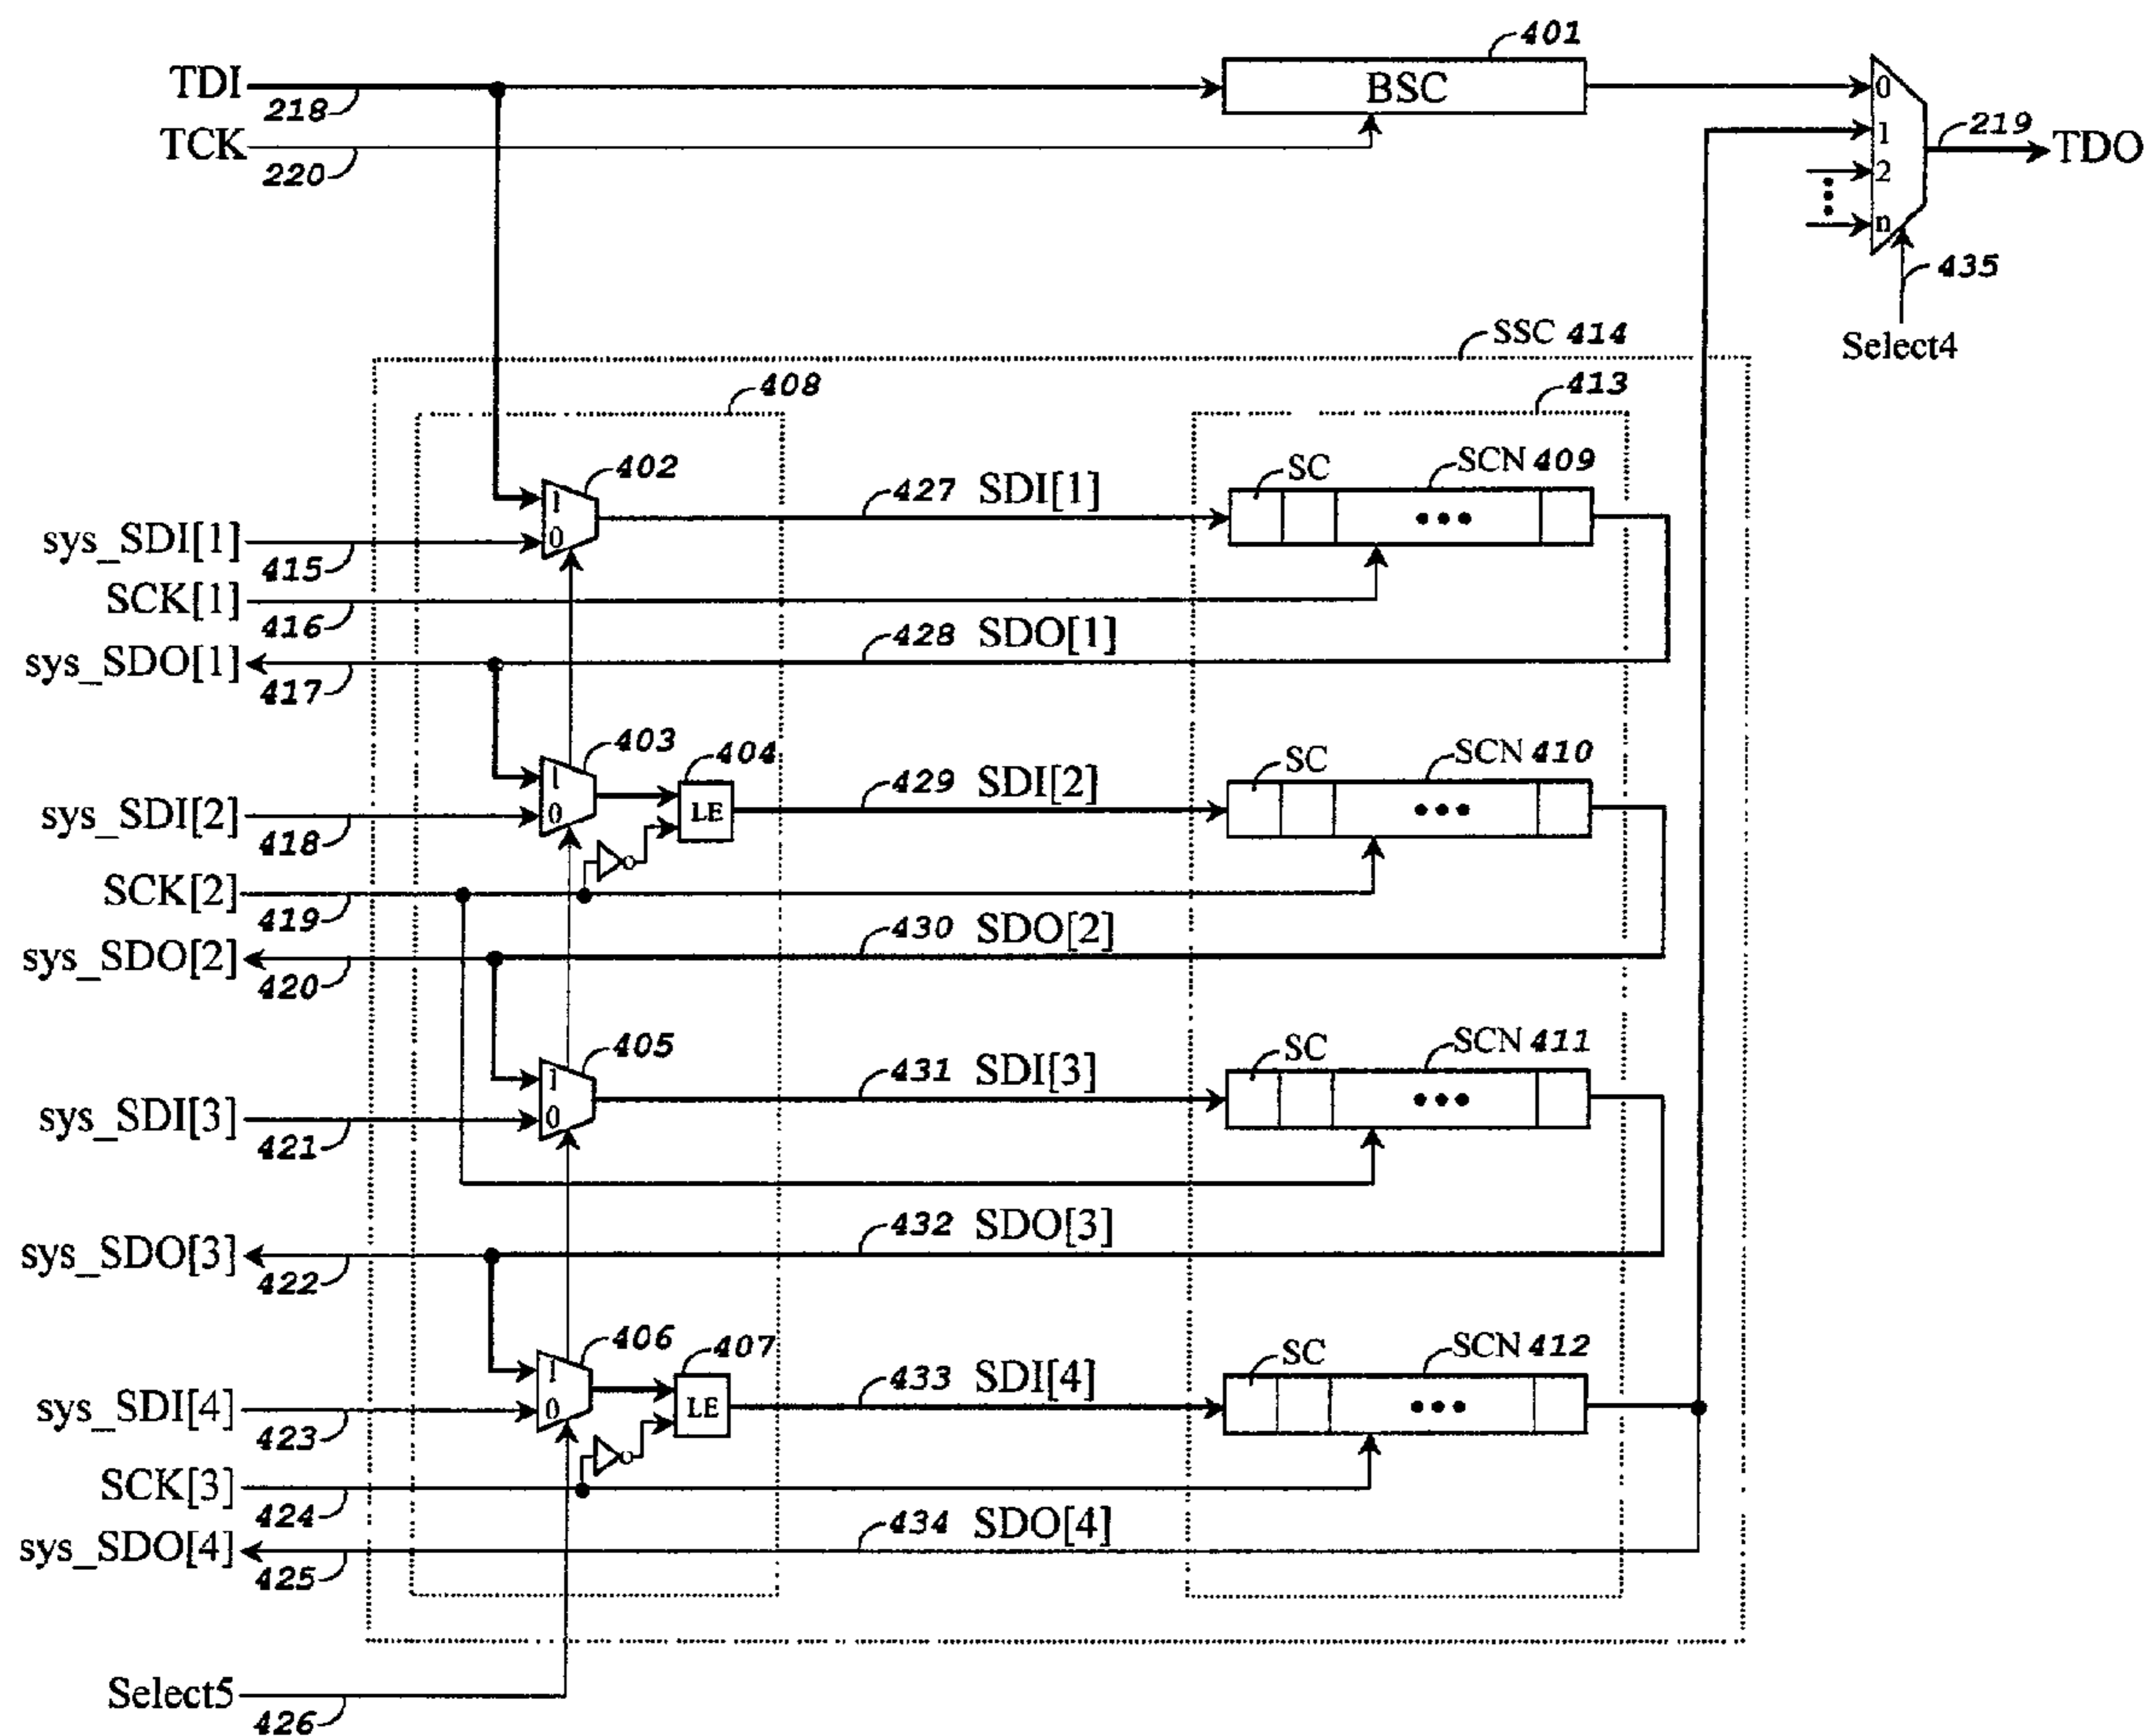 401
TDI
218
BSC
0
TCK
220
1
219
TDO
2
n
435
Select4
SSC 414
408
413
402
1
0
427 SDI[1]
SC
SCN 409
sys_SDI[1]
415
SCK[1]
416
428 SDO[1]
sys_SDO[1]
417
403
404
1
0
LE
429 SDI[2]
SC
SCN 410
sys_SDI[2]
418
SCK[2]
419
430 SDO[2]
sys_SDO[2]
420
405
1
0
431 SDI[3]
SC
SCN 411
sys_SDI[3]
421
432 SDO[3]
sys_SDO[3]
422
406
407
1
0
LE
433 SDI[4]
SC
SCN 412
sys_SDI[4]
423
SCK[3]
424
434 SDO[4]
sys_SDO[4]
425
Select5
426